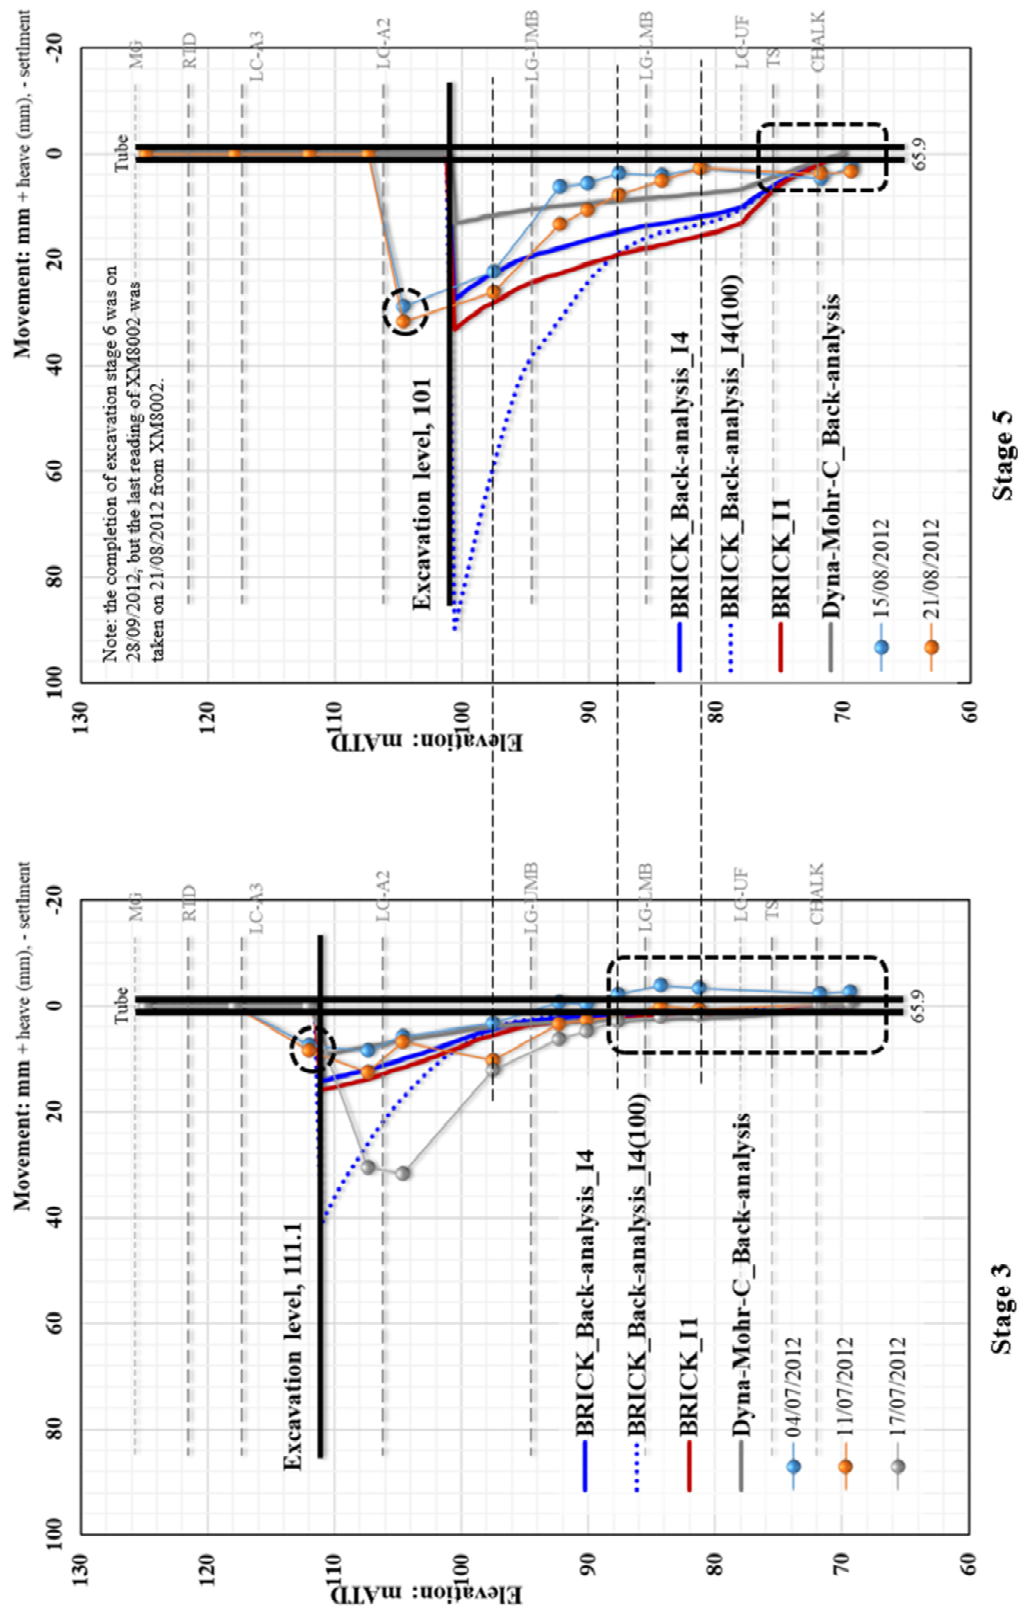 Movement: mm + heave (mm), - settlment
100
80
60
40
20
0
-20
130
120
110
100
90
80
70
60
Elevation: mATD
Tube
65.9
MG
RTD
LC-A3
LC-A2
LG-UMB
LG-LMB
LG-UF
TS
CHALK
Excavation level, 111.1
BRICK_Back-analysis_I4
BRICK_Back-analysis_I4(100)
BRICK_I1
Dyna-Mohr-C_Back-analysis
04/07/2012
11/07/2012
17/07/2012
Stage 3
Movement: mm + heave (mm), - settlment
100
80
60
40
20
0
-20
130
120
110
100
90
80
70
60
Elevation: mATD
Note: the completion of excavation stage 6 was on
28/09/2012, but the last reading of XM8002 was
taken on 21/08/2012 from XM8002.
Tube
65.9
MG
RTD
LC-A3
LC-A2
LG-UMB
LG-LMB
LG-UF
TS
CHALK
Excavation level, 101
BRICK_Back-analysis_I4
BRICK_Back-analysis_I4(100)
BRICK_I1
Dyna-Mohr-C_Back-analysis
15/08/2012
21/08/2012
Stage 5